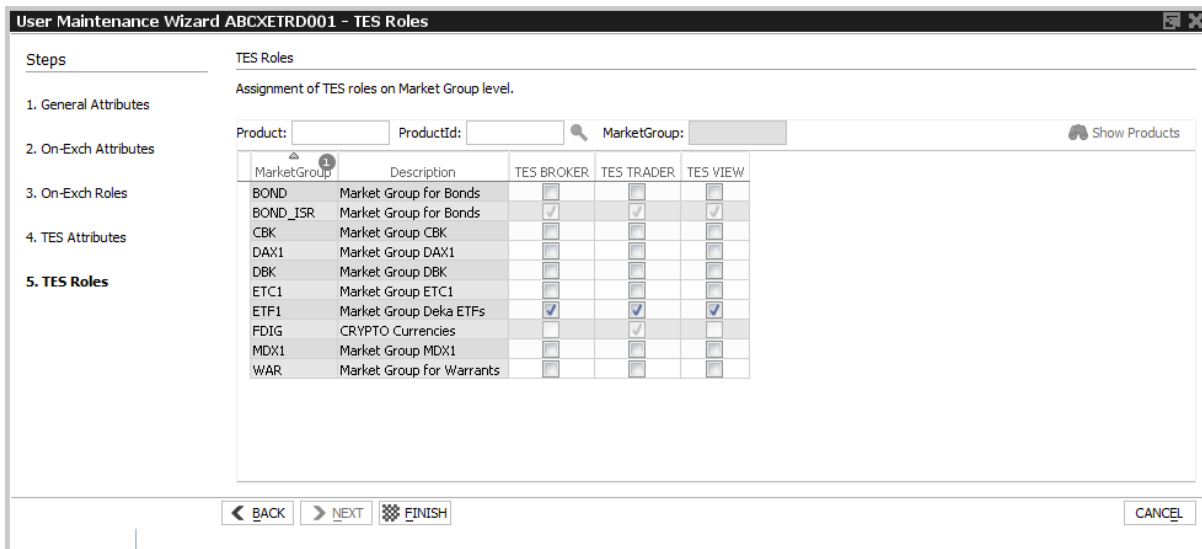 User Maintenance Wizard ABCXETRD001 - TES Roles
Steps
1. General Attributes
2. On-Exch Attributes
3. On-Exch Roles
4. TES Attributes
5. TES Roles
TES Roles
Assignment of TES roles on Market Group level.
Product: ProductId: MarketGroup: Show Products
MarketGroup 1 Description TES BROKER TES TRADER TES VIEW
BOND Market Group for Bonds
BOND_ISR Market Group for Bonds
CBK Market Group CBK
DAX1 Market Group DAX1
DBK Market Group DBK
ETC1 Market Group ETC1
ETF1 Market Group Deka ETFs
FDIG CRYPTO Currencies
MDX1 Market Group MDX1
WAR Market Group for Warrants
BACK NEXT FINISH CANCEL